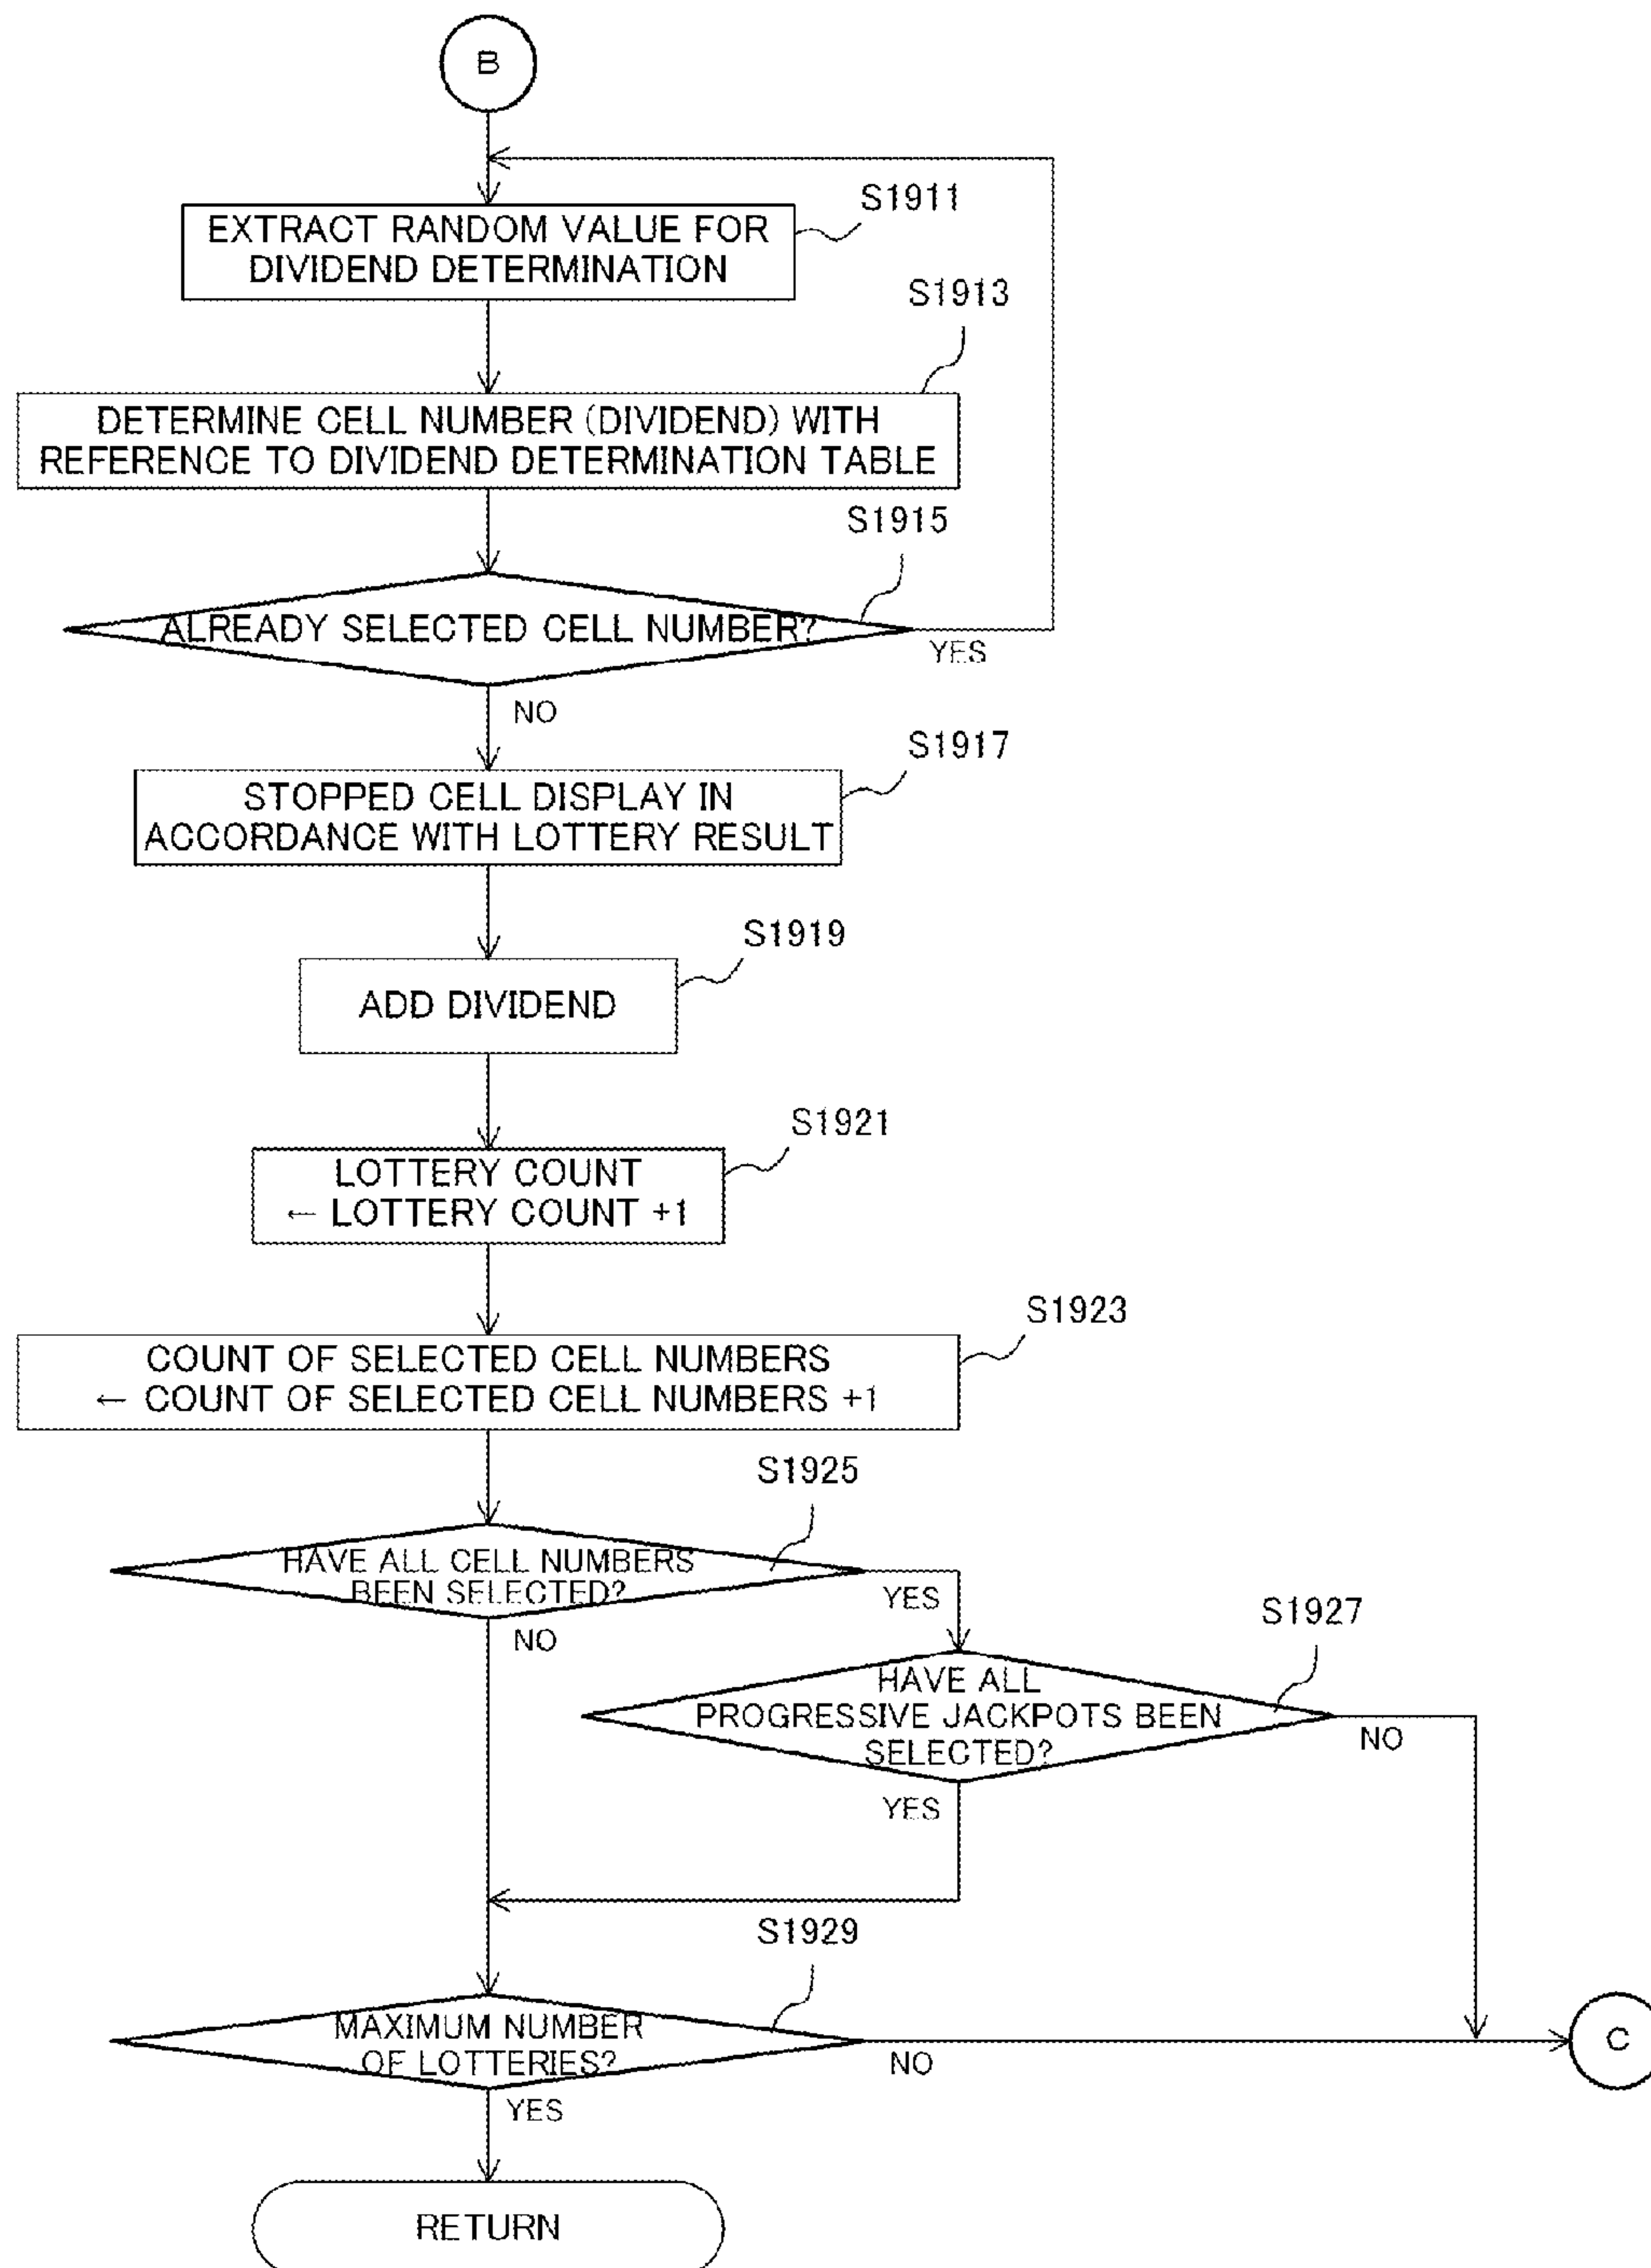 B
S1911
EXTRACT RANDOM VALUE FOR
DIVIDEND DETERMINATION
S1913
DETERMINE CELL NUMBER (DIVIDEND) WITH
REFERENCE TO DIVIDEND DETERMINATION TABLE
S1915
ALREADY SELECTED CELL NUMBER?
YES
NO
S1917
STOPPED CELL DISPLAY IN
ACCORDANCE WITH LOTTERY RESULT
S1919
ADD DIVIDEND
S1921
LOTTERY COUNT
← LOTTERY COUNT +1
S1923
COUNT OF SELECTED CELL NUMBERS
← COUNT OF SELECTED CELL NUMBERS +1
S1925
HAVE ALL CELL NUMBERS
BEEN SELECTED?
YES
NO
S1927
HAVE ALL
PROGRESSIVE JACKPOTS BEEN
SELECTED?
NO
YES
S1929
MAXIMUM NUMBER
OF LOTTERIES?
NO
C
YES
RETURN